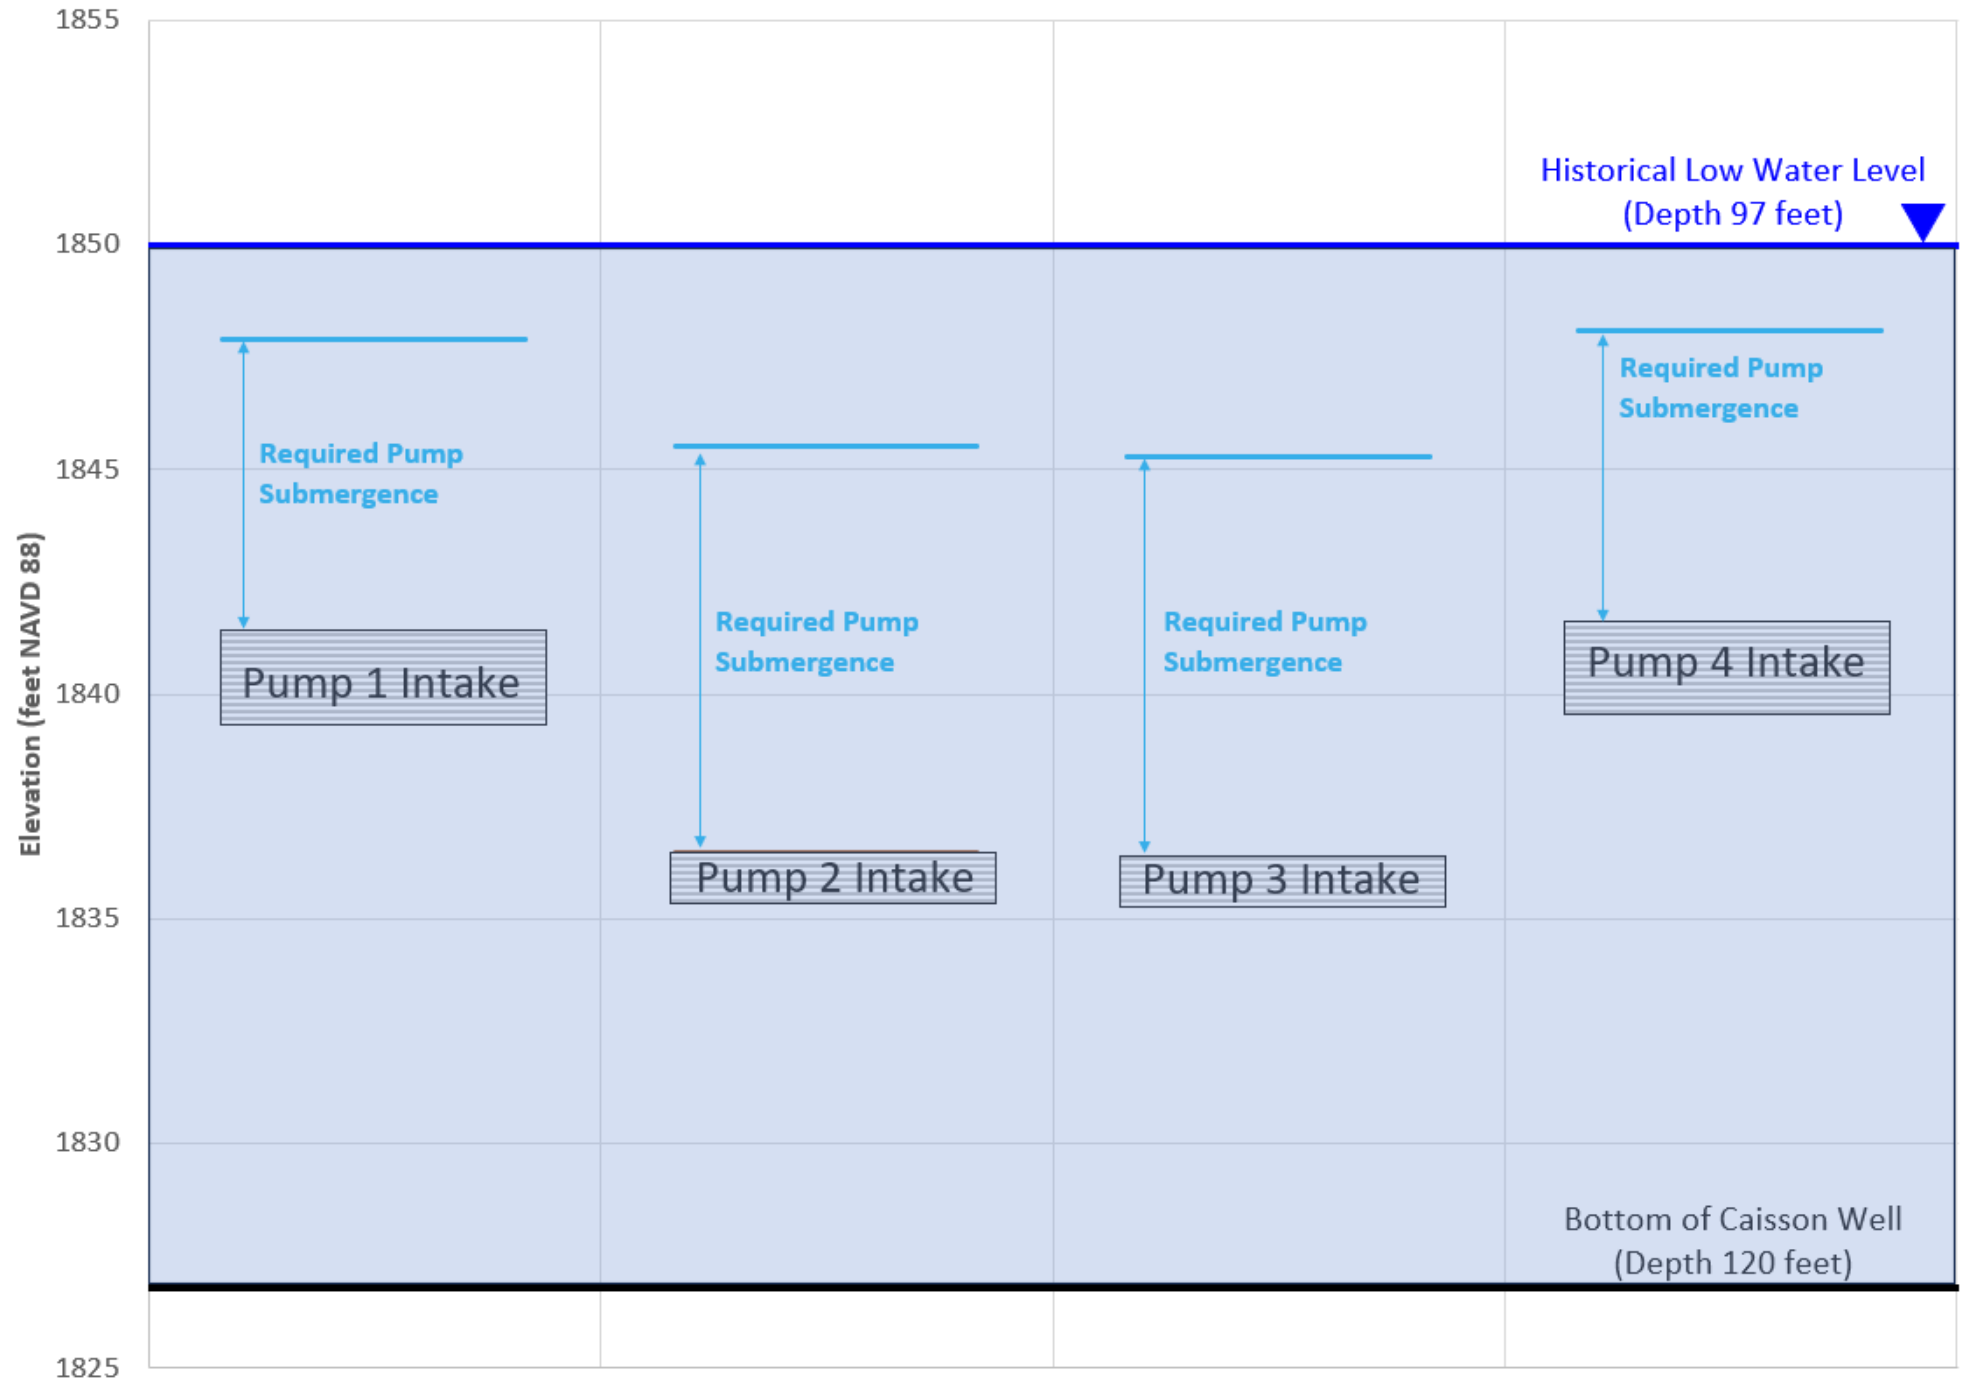 1855
Historical Low Water Level
(Depth 97 feet)
1850
Required Pump
Submergence
Required Pump
Submergence
1845
Required Pump
Submergence
Required Pump
Submergence
Elevation (feet NAVD 88)
Pump 1 Intake
Pump 4 Intake
1840
Pump 2 Intake
Pump 3 Intake
1835
1830
Bottom of Caisson Well
(Depth 120 feet)
1825